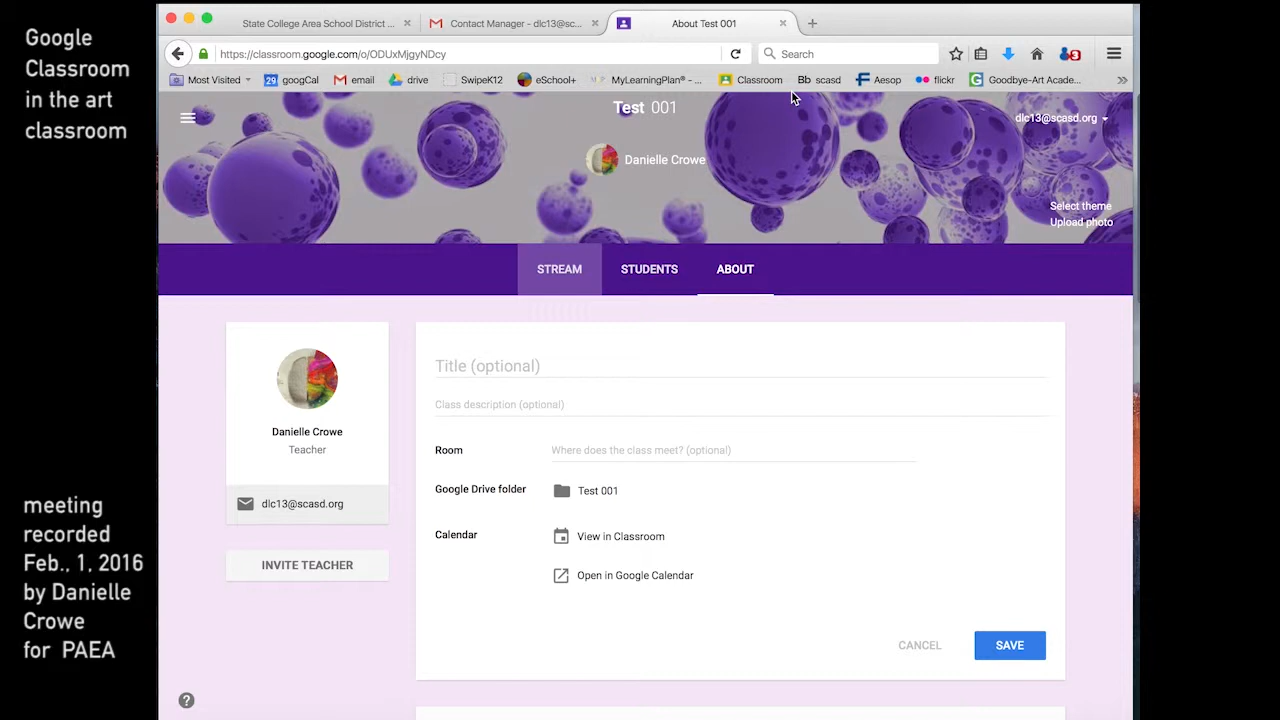 Google
Classroom
in the art
classroom
meeting
recorded
Feb., 1, 2016
by Danielle
Crowe
for PAEA
State College Area School District ...
Contact Manager - dlc13@sc...
About Test 001
https://classroom.google.com/o/ODUxMjgyNDcy
Search
3
Most Visited
29 googCal
email
drive
SwipeK12
eSchool+
MyLearningPlan® - ...
Classroom
Bb scasd
Aesop
flickr
Goodbye-Art Acade...
Test 001
dlc13@scasd.org
Danielle Crowe
Select theme
Upload photo
STREAM
STUDENTS
ABOUT
Danielle Crowe
Teacher
dlc13@scasd.org
INVITE TEACHER
Title (optional)
Class description (optional)
Room
Where does the class meet? (optional)
Google Drive folder
Test 001
Calendar
View in Classroom
Open in Google Calendar
CANCEL
SAVE
?